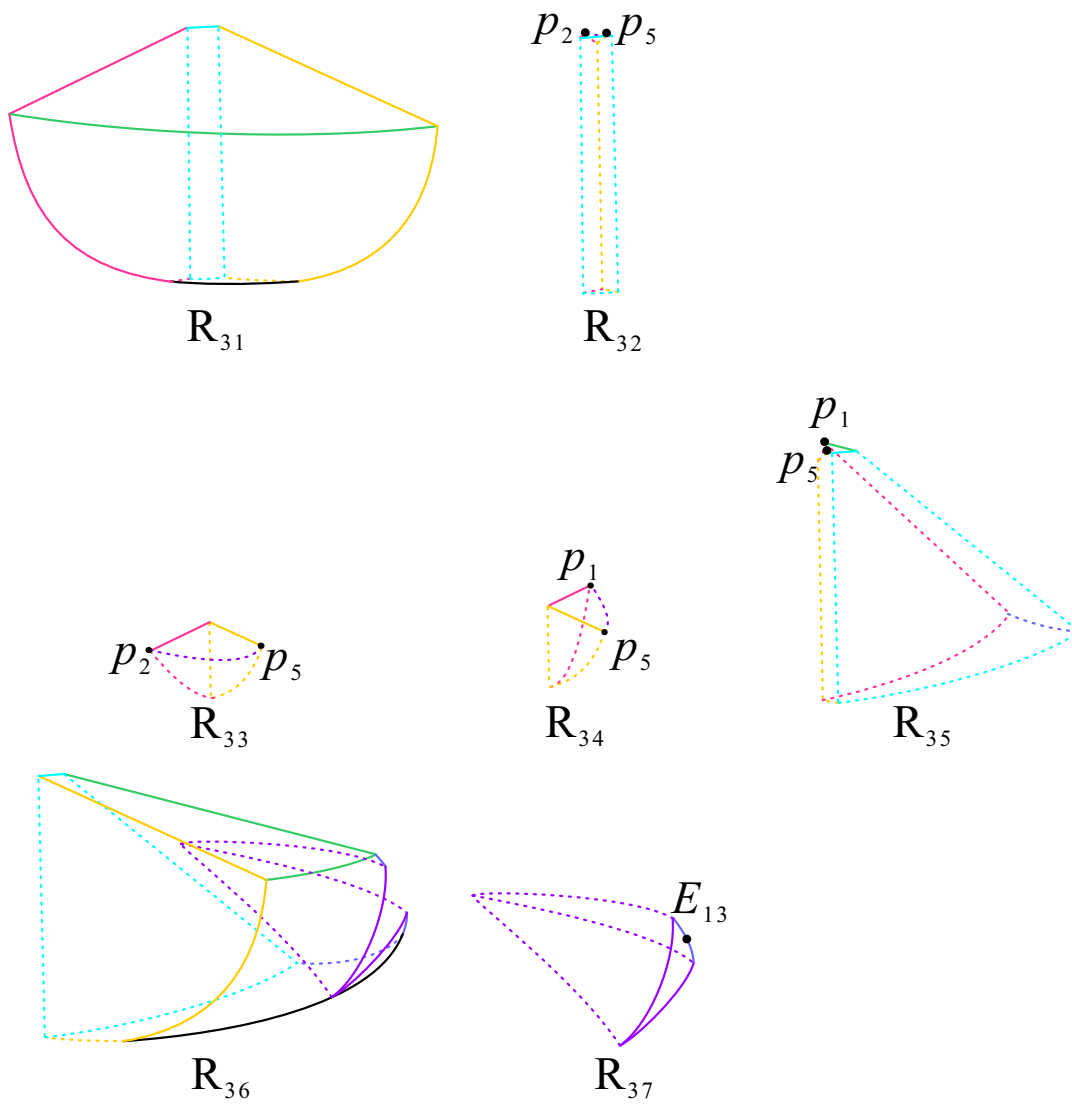 p₂ p₅
R₃₁ R₃₂
p₁
p₅
p₁
p₂ p₅ p₅
R₃₃ R₃₄ R₃₅
E₁₃
R₃₆ R₃₇